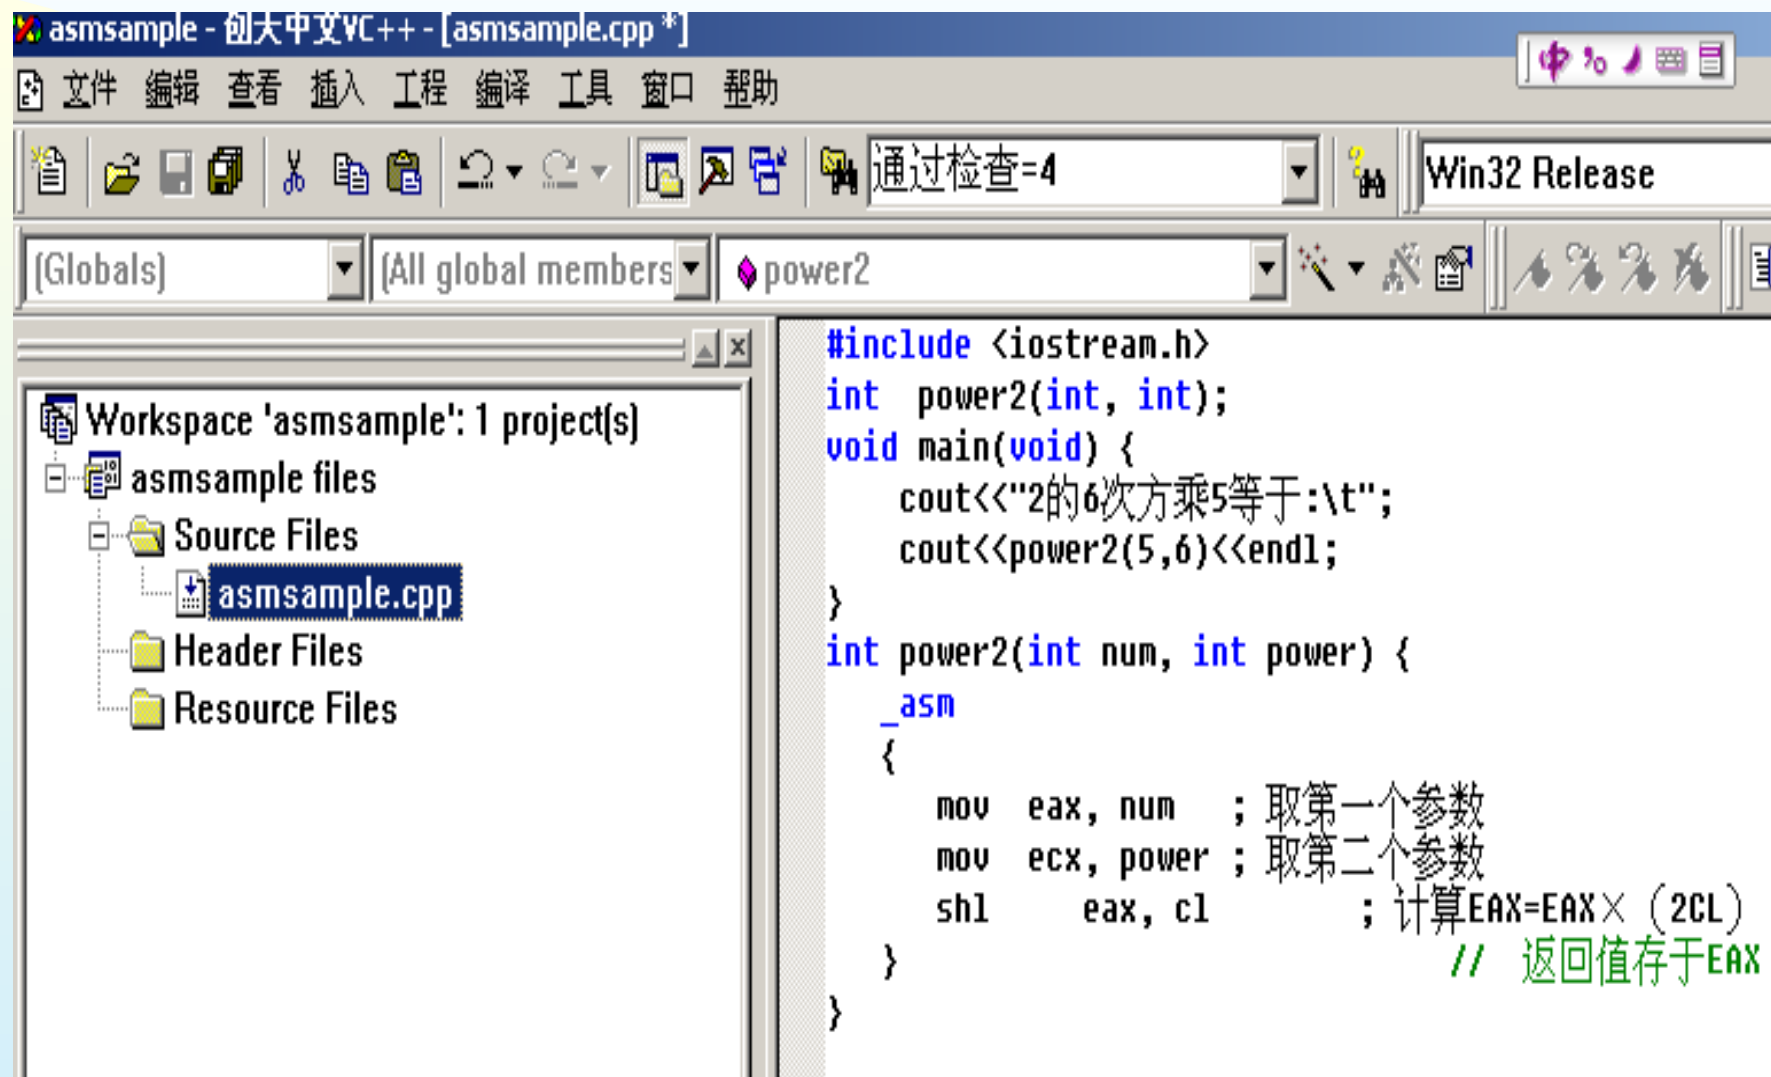 asmsample - 创大中文VC++ - [asmsample.cpp *]
中
文件 编辑 查看 插入 工程 编译 工具 窗口 帮助
通过检查=4 Win32 Release
(Globals) (All global members power2
Workspace 'asmsample': 1 project(s)
asmsample files
Source Files
asmsample.cpp
Header Files
Resource Files
#include <iostream.h>
int power2(int, int);
void main(void) {
cout<<"2的6次方乘5等于:\t";
cout<<power2(5,6)<<endl;
}
int power2(int num, int power) {
_asm
{
mov eax, num ; 取第一个参数
mov ecx, power ; 取第二个参数
shl eax, cl ; 计算EAX=EAX×（2CL）
} // 返回值存于EAX
}